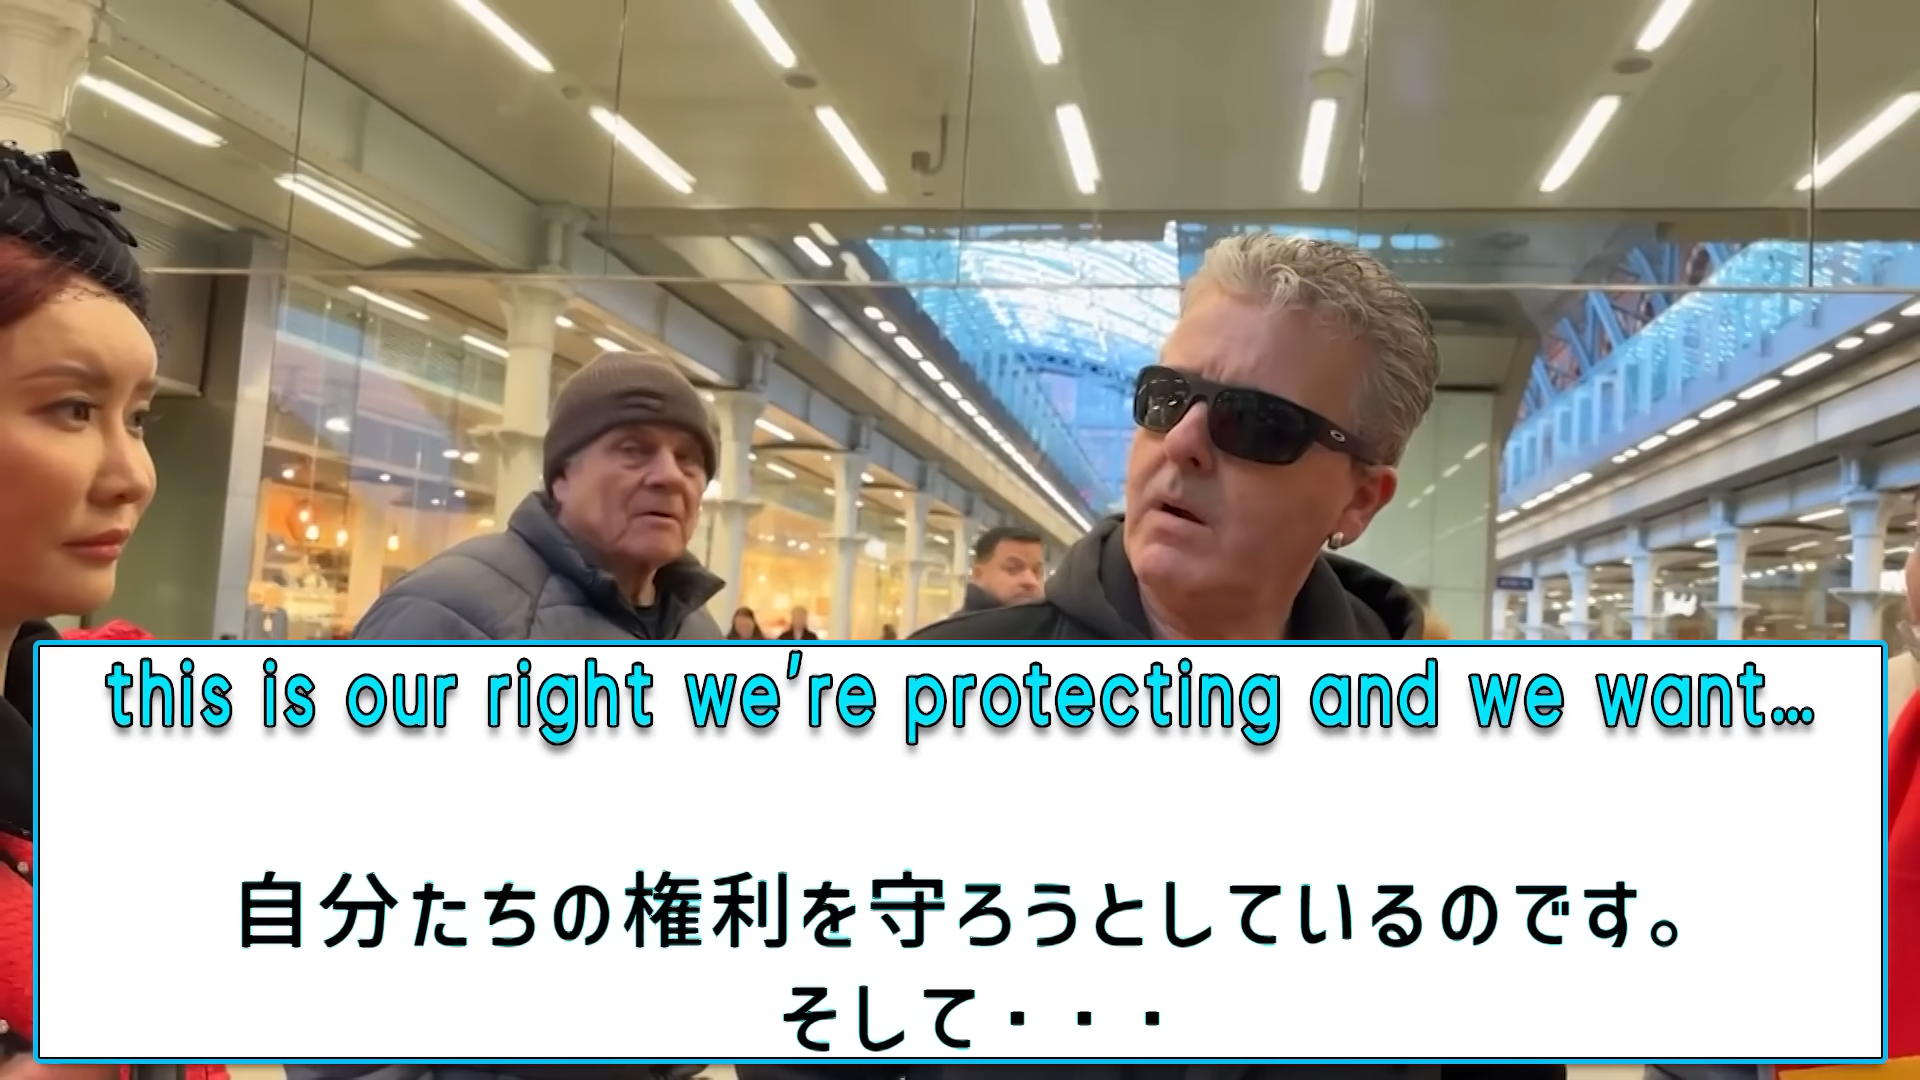 this is our right we're protecting and we want...
自分たちの権利を守ろうとしているのです。
そして・・・